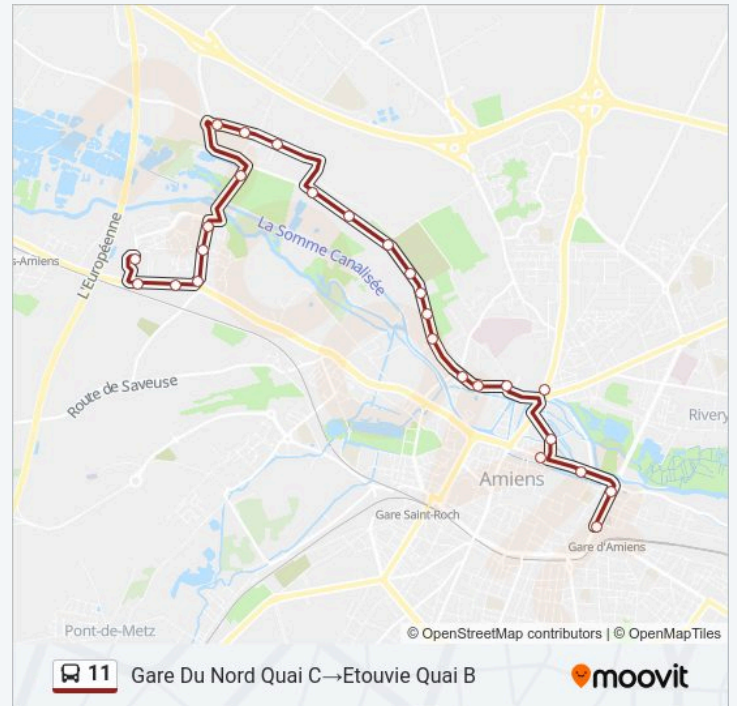 L'Européenne
La Somme Canalisée
s-Amiens
Route de Saveuse
Rivery
Amiens
Gare Saint-Roch
Gare d'Amiens
Pont-de-Metz
© OpenStreetMap contributors | © OpenMapTiles
11 Gare Du Nord Quai C→Etouvie Quai B
moovit